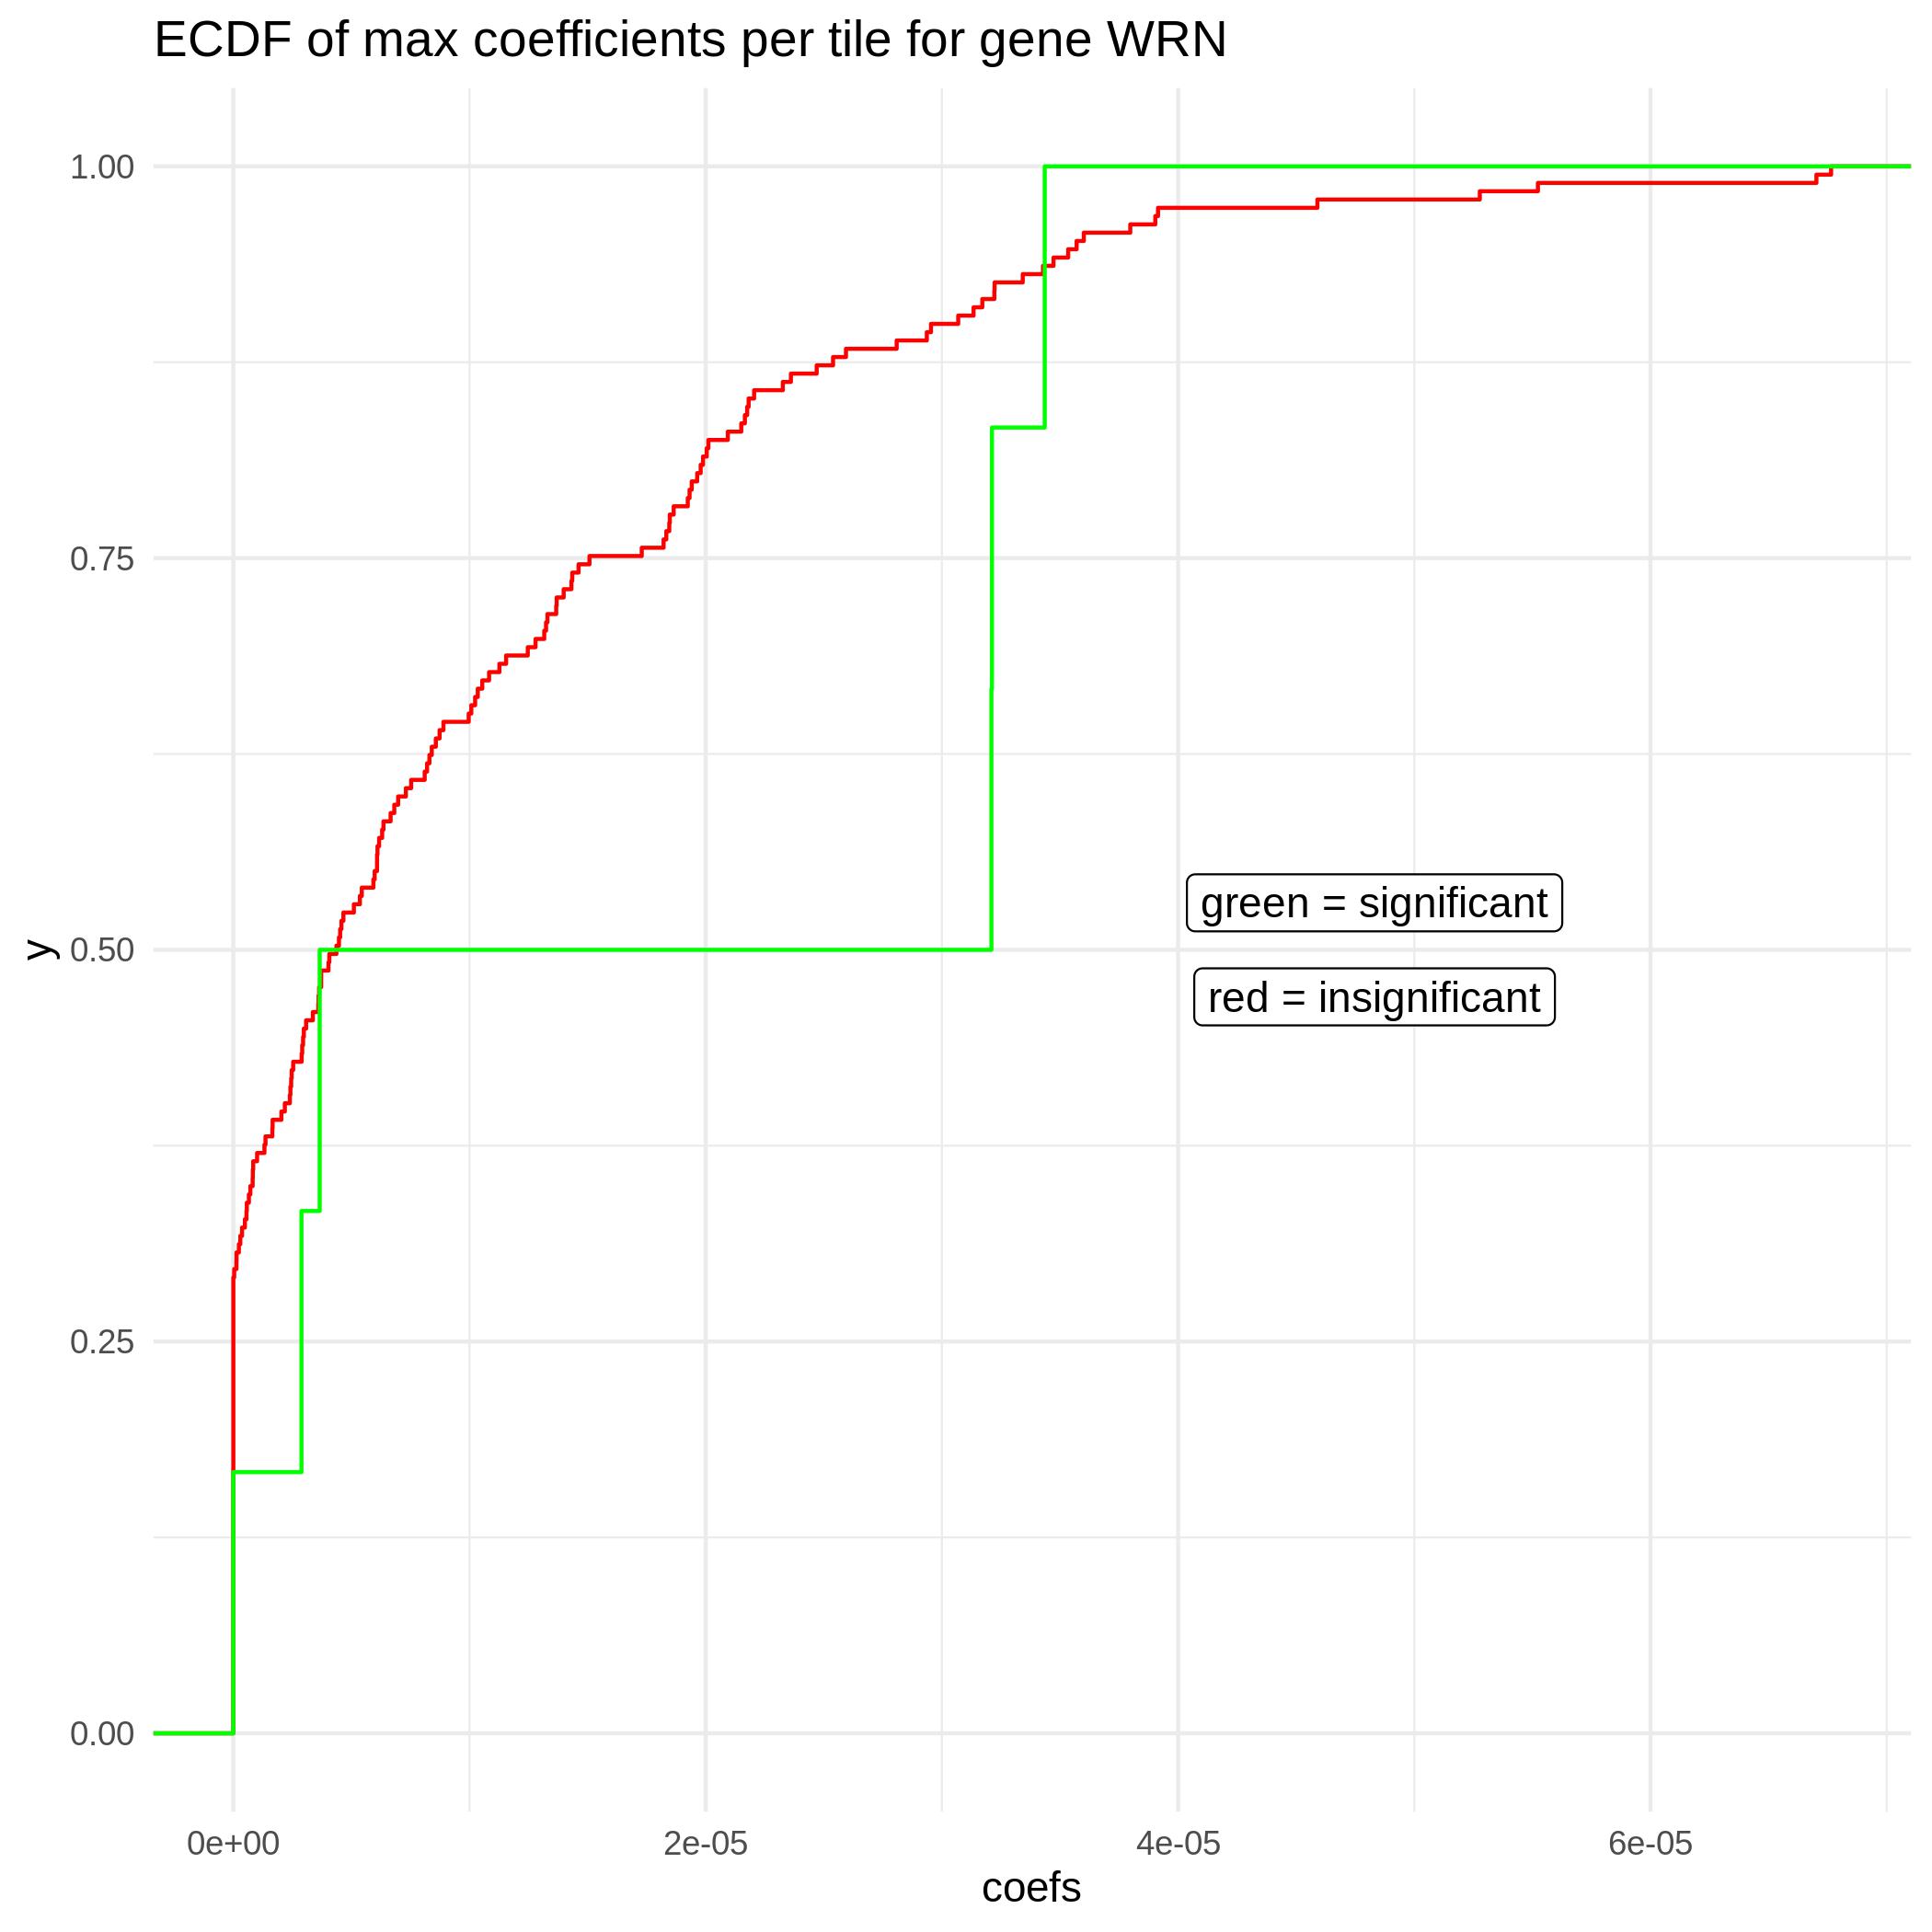 ECDF of max coefficients per tile for gene WRN
1.00
0.75
0.50
0.25
0.00
y
green = significant
red = insignificant
0e+00 2e-05 4e-05 6e-05
coefs